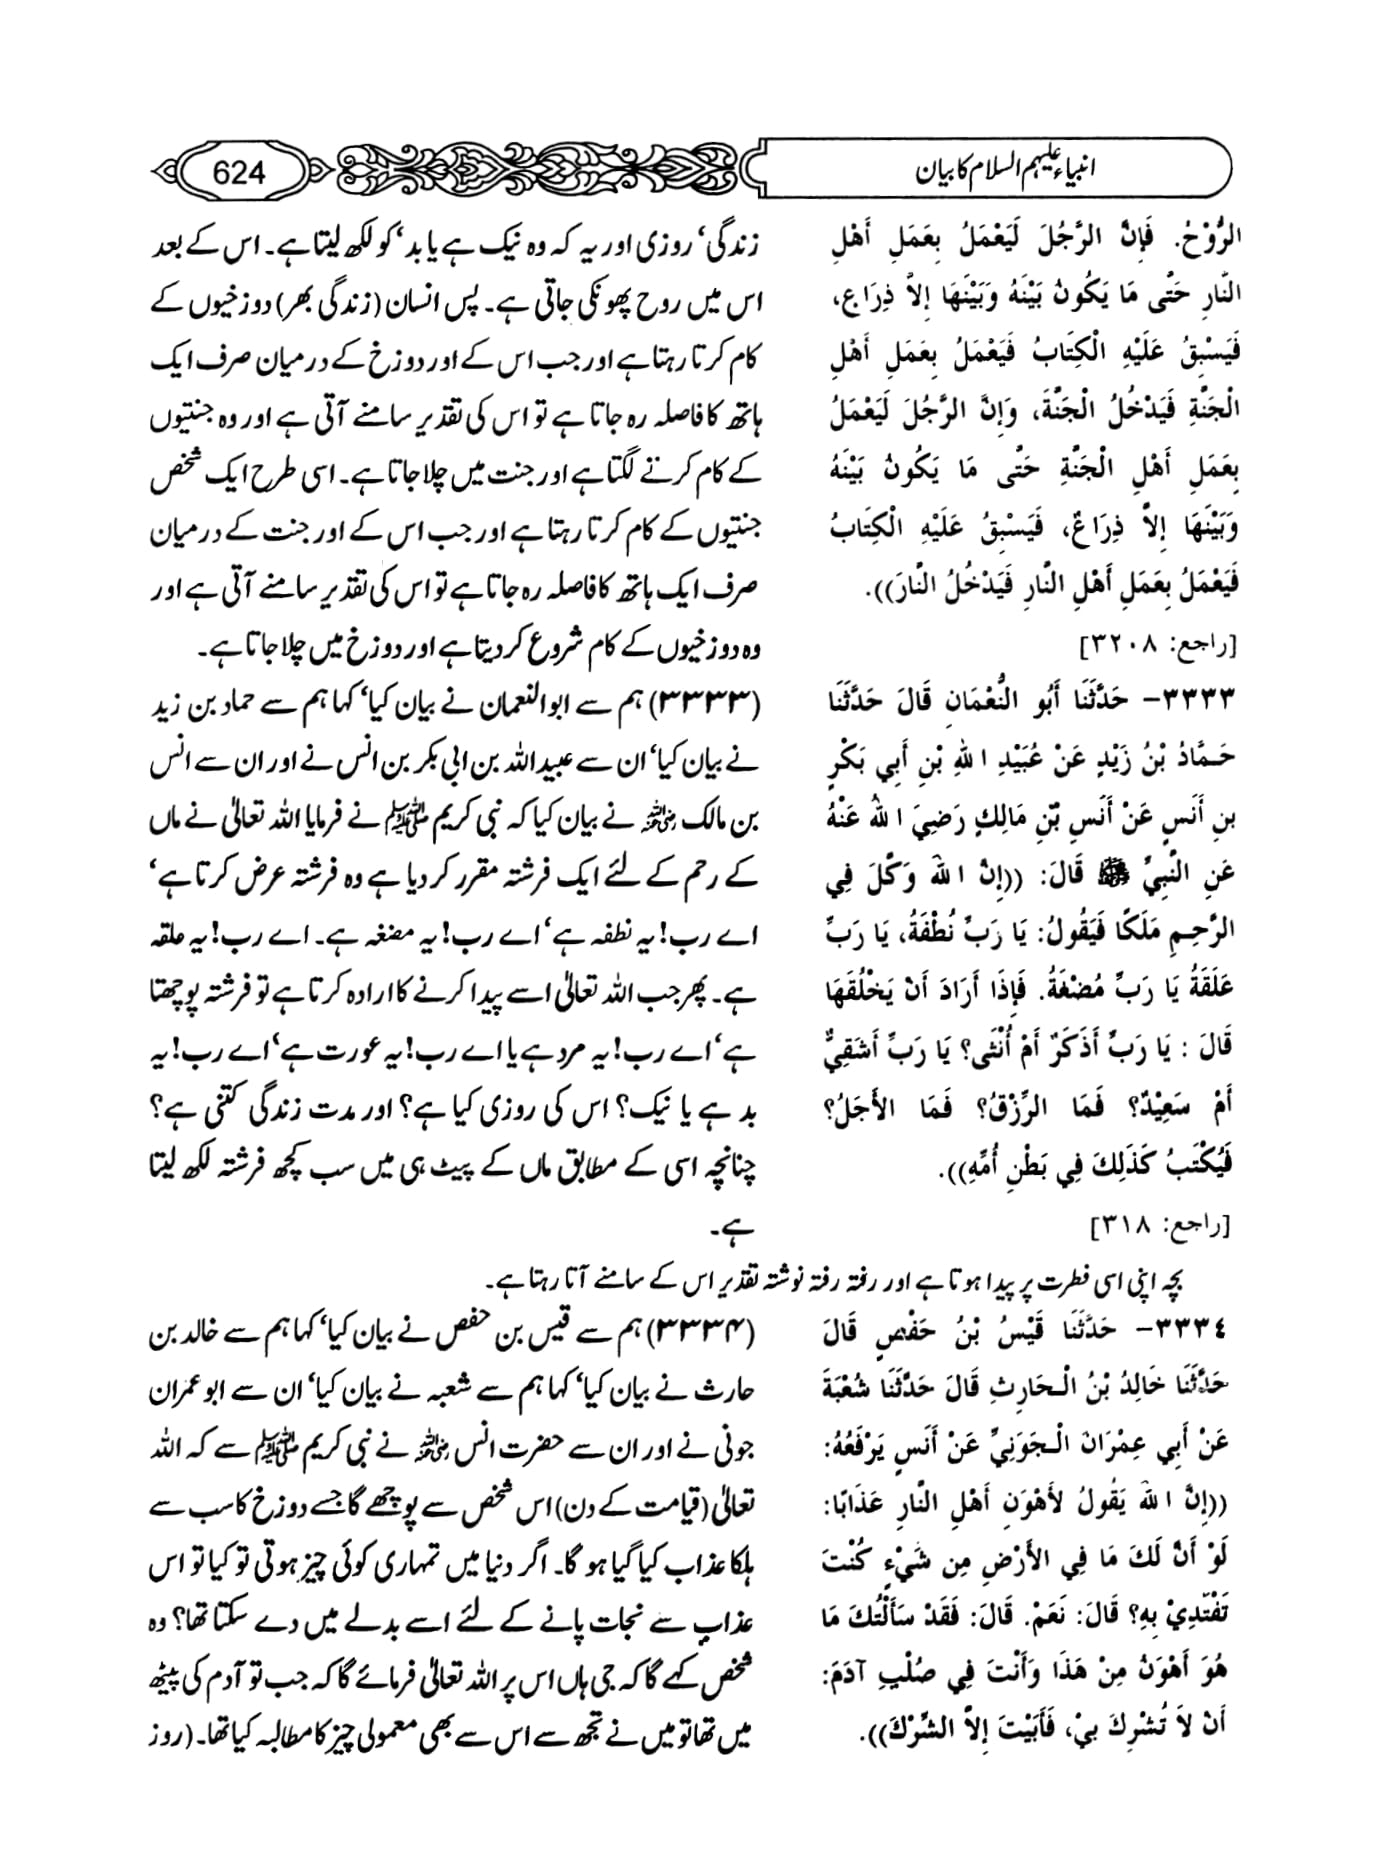 انبیاء علیہم السلام کا بیان
624
الرُّوْحُ. فَإِنَّ الرَّجُلَ لَيَعْمَلُ بِعَمَلِ أَهْلِ
النَّارِ حَتَّى مَا يَكُونُ بَيْنَهُ وَبَيْنَهَا إِلاَّ ذِرَاع،
فَيَسْبِقُ عَلَيْهِ الْكِتَابُ فَيَعْمَلُ بِعَمَلِ أَهْلِ
الْجَنَّةِ فَيَدْخُلُ الْجَنَّةَ، وَإِنَّ الرَّجُلَ لَيَعْمَلُ
بِعَمَلِ أَهْلِ الْجَنَّةِ حَتَّى مَا يَكُونُ بَيْنَهُ
وَبَيْنَهَا إِلاَّ ذِرَاعٌ، فَيَسْبِقُ عَلَيْهِ الْكِتَابُ
فَيَعْمَلُ بِعَمَلِ أَهْلِ النَّارِ فَيَدْخُلُ النَّارَ)).
[راجع: ٣٢٠٨]
٣٣٣٣- حَدَّثَنَا أَبُو النُّعْمَانِ قَالَ حَدَّثَنَا
حَمَّادُ بْنُ زَيْدٍ عَنْ عُبَيْدِ اللهِ بْنِ أَبِي بَكْرٍ
بنِ أَنَسٍ عَنْ أَنَسِ بْنِ مَالِكٍ رَضِيَ اللهُ عَنْهُ
عَنِ النَّبِيِّ ﷺ قَالَ: ((إِنَّ اللهَ وَكَّلَ فِي
الرَّحِمِ مَلَكًا فَيَقُولُ: يَا رَبِّ نُطْفَةُ، يَا رَبِّ
عَلَقَةُ يَا رَبِّ مُضْغَةُ. فَإِذَا أَرَادَ أَنْ يَخْلُقَهَا
قَالَ : يَا رَبِّ أَذَكَرٌ أَمْ أُنْثَى؟ يَا رَبِّ أَشَقِيٌّ
أَمْ سَعِيْدٌ؟ فَمَا الرِّزْقُ؟ فَمَا الأَجَلُ؟
فَيُكْتَبُ كَذَلِكَ فِي بَطْنِ أُمِّهِ)).
[راجع: ٣١٨]
زندگی‘ روزی اور یہ کہ وہ نیک ہے یا بد‘ کو لکھ لیتا ہے۔ اس کے بعد
اس میں روح پھونکی جاتی ہے۔ پس انسان (زندگی بھر) دوزخیوں کے
کام کرتا رہتا ہے اور جب اس کے اور دوزخ کے درمیان صرف ایک
ہاتھ کا فاصلہ رہ جاتا ہے تو اس کی تقدیر سامنے آتی ہے اور وہ جنتیوں
کے کام کرنے لگتا ہے اور جنت میں چلا جاتا ہے۔ اسی طرح ایک شخص
جنتیوں کے کام کرتا رہتا ہے اور جب اس کے اور جنت کے درمیان
صرف ایک ہاتھ کا فاصلہ رہ جاتا ہے تو اس کی تقدیر سامنے آتی ہے اور
وہ دوزخیوں کے کام شروع کر دیتا ہے اور دوزخ میں چلا جاتا ہے۔
(۳۳۳۳) ہم سے ابوالنعمان نے بیان کیا‘ کہا ہم سے حماد بن زید
نے بیان کیا‘ ان سے عبید اللہ بن ابی بکر بن انس نے اور ان سے انس
بن مالک رضی اللہ عنہ نے بیان کیا کہ نبی کریم ﷺ نے فرمایا اللہ تعالیٰ نے ماں
کے رحم کے لئے ایک فرشتہ مقرر کر دیا ہے وہ فرشتہ عرض کرتا ہے‘
اے رب! یہ نطفہ ہے‘ اے رب! یہ مضغہ ہے۔ اے رب! یہ علقہ
ہے۔ پھر جب اللہ تعالیٰ اسے پیدا کرنے کا ارادہ کرتا ہے تو فرشتہ پوچھتا
ہے‘ اے رب! یہ مرد ہے یا اے رب! یہ عورت ہے‘ اے رب! یہ
بد ہے یا نیک؟ اس کی روزی کیا ہے؟ اور مدت زندگی کتنی ہے؟
چنانچہ اسی کے مطابق ماں کے پیٹ ہی میں سب کچھ فرشتہ لکھ لیتا
ہے۔
بچہ اپنی اسی فطرت پر پیدا ہوتا ہے اور رفتہ رفتہ نوشتہ تقدیر اس کے سامنے آتا رہتا ہے۔
٣٣٣٤- حَدَّثَنَا قَيْسُ بْنُ حَفْصٍ قَالَ
حَدَّثَنَا خَالِدُ بْنُ الْحَارِثِ قَالَ حَدَّثَنَا شُعْبَةَ
عَنْ أَبِي عِمْرَانَ الْجَوْنِيِّ عَنْ أَنَسٍ يَرْفَعُهُ:
((إِنَّ اللهَ يَقُولُ لأَهْوَنِ أَهْلِ النَّارِ عَذَابًا:
لَوْ أَنَّ لَكَ مَا فِي الأَرْضِ مِن شَيْءٍ كُنْتَ
تَفْتَدِيْ بِهِ؟ قَالَ: نَعَمْ. قَالَ: فَقَدْ سَأَلْتُكَ مَا
هُوَ أَهْوَنُ مِنْ هَذَا وَأَنْتَ فِي صُلْبِ آدَمَ:
أَنْ لاَ تُشْرِكَ بِيْ، فَأَبَيْتَ إِلاَّ الشِّرْكَ)).
(۳۳۳۴) ہم سے قیس بن حفص نے بیان کیا‘ کہا ہم سے خالد بن
حارث نے بیان کیا‘ کہا ہم سے شعبہ نے بیان کیا‘ ان سے ابو عمران
جونی نے اور ان سے حضرت انس رضی اللہ عنہ نے نبی کریم ﷺ سے کہ اللہ
تعالیٰ (قیامت کے دن) اس شخص سے پوچھے گا جسے دوزخ کا سب سے
ہلکا عذاب کیا گیا ہو گا۔ اگر دنیا میں تمہاری کوئی چیز ہوتی تو کیا تو اس
عذاب سے نجات پانے کے لئے اسے بدلے میں دے سکتا تھا؟ وہ
شخص کہے گا کہ جی ہاں اس پر اللہ تعالیٰ فرمائے گا کہ جب تو آدم کی پیٹھ
میں تھا تو میں نے تجھ سے اس سے بھی معمولی چیز کا مطالبہ کیا تھا۔ (روز